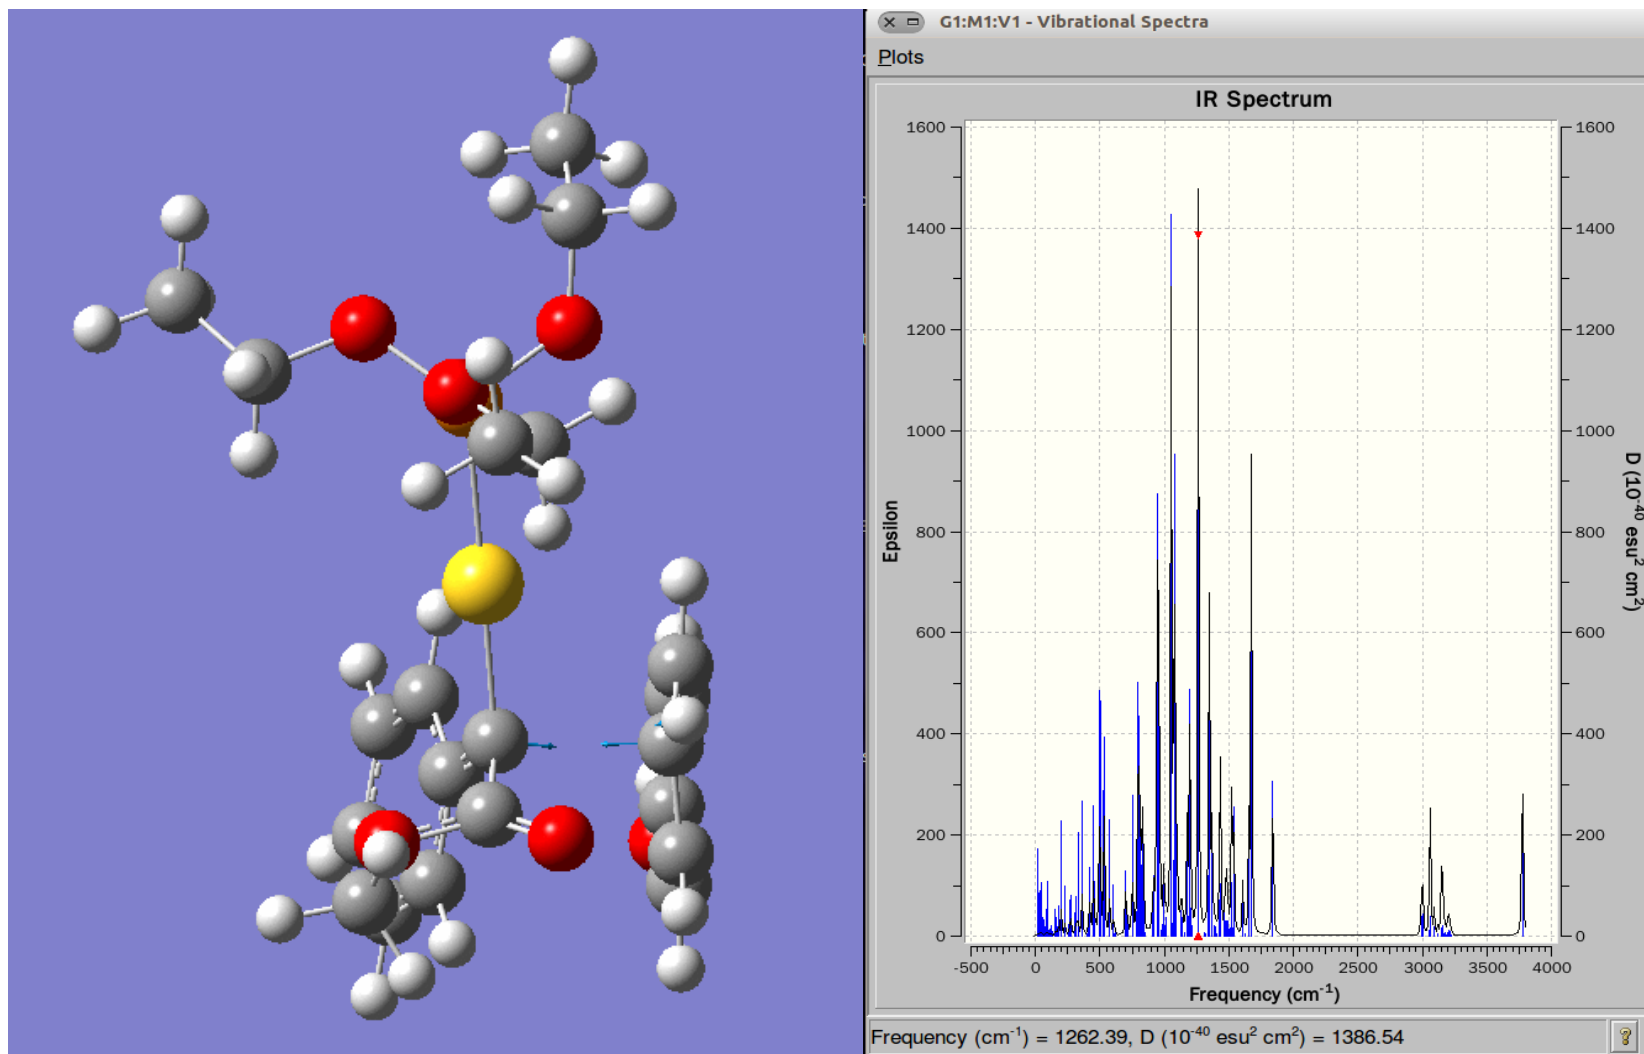 G1:M1:V1 - Vibrational Spectra
Plots
IR Spectrum
1600 1600
1400 1400
1200 1200
1000 1000
800 800
600 600
400 400
200 200
0 0
Epsilon
D (10⁻⁴⁰ esu² cm²)
-500 0 500 1000 1500 2000 2500 3000 3500 4000
Frequency (cm⁻¹)
Frequency (cm⁻¹) = 1262.39, D (10⁻⁴⁰ esu² cm²) = 1386.54
?